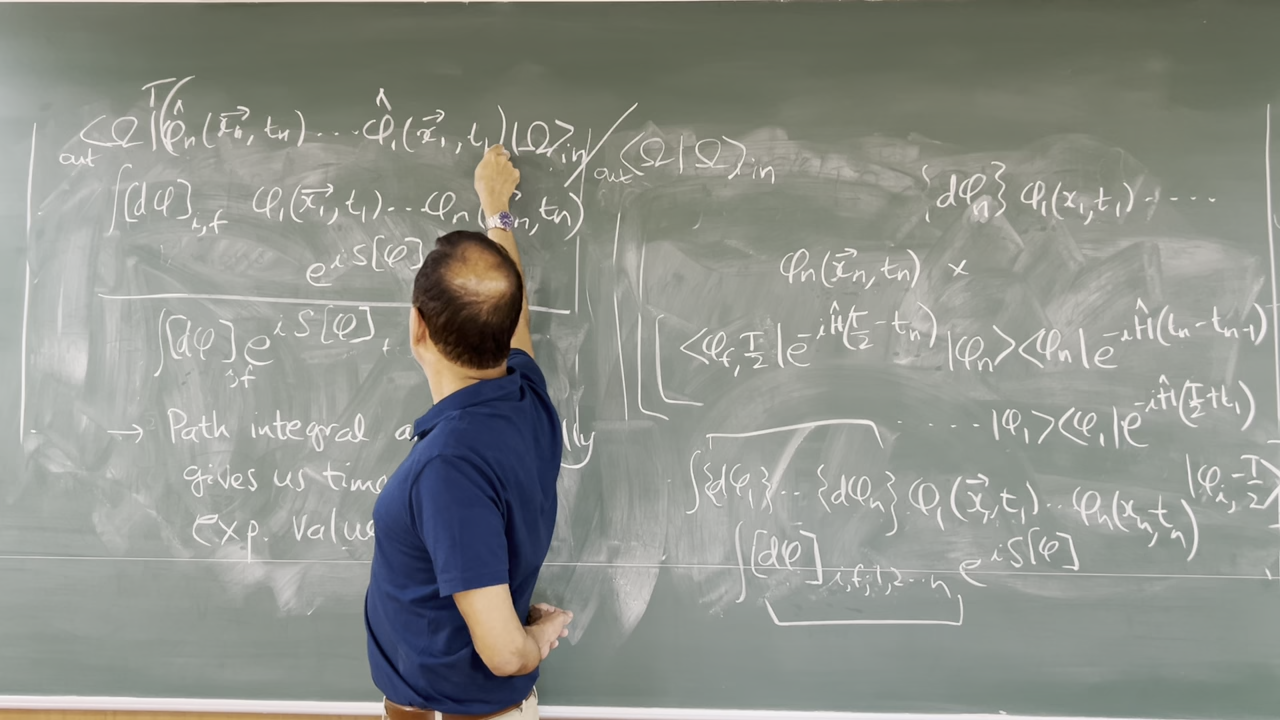 out<Ω|T(φ̂ₙ(x⃗ₙ, tₙ) ... φ̂₁(x⃗₁, t₁)|Ω>in / out<Ω|Ω>in
∫[dφ]i,f φ₁(x⃗₁, t₁)...φₙ(x⃗ₙ, tₙ)
e^{iS[φ]}
∫[dφ]i,f e^{iS[φ]}
→ Path integral
gives us
exp.
{dφₙ} φ₁(x₁, t₁) ....
φₙ(x⃗ₙ, tₙ) ×
<φf, T/2|e^{-iĤ(T/2 - tₙ)}|φₙ><φₙ|e^{-iĤ(tₙ - tₙ₋₁)}
.....|φ₁><φ₁|e^{-iĤ(T/2 + t₁)}
|φi, -T/2>
∫{dφ₁}..{dφₙ} φ₁(x⃗₁, t₁)..φₙ(xₙ, tₙ)
∫[dφ]i,f;1,2...n e^{iS[φ]}